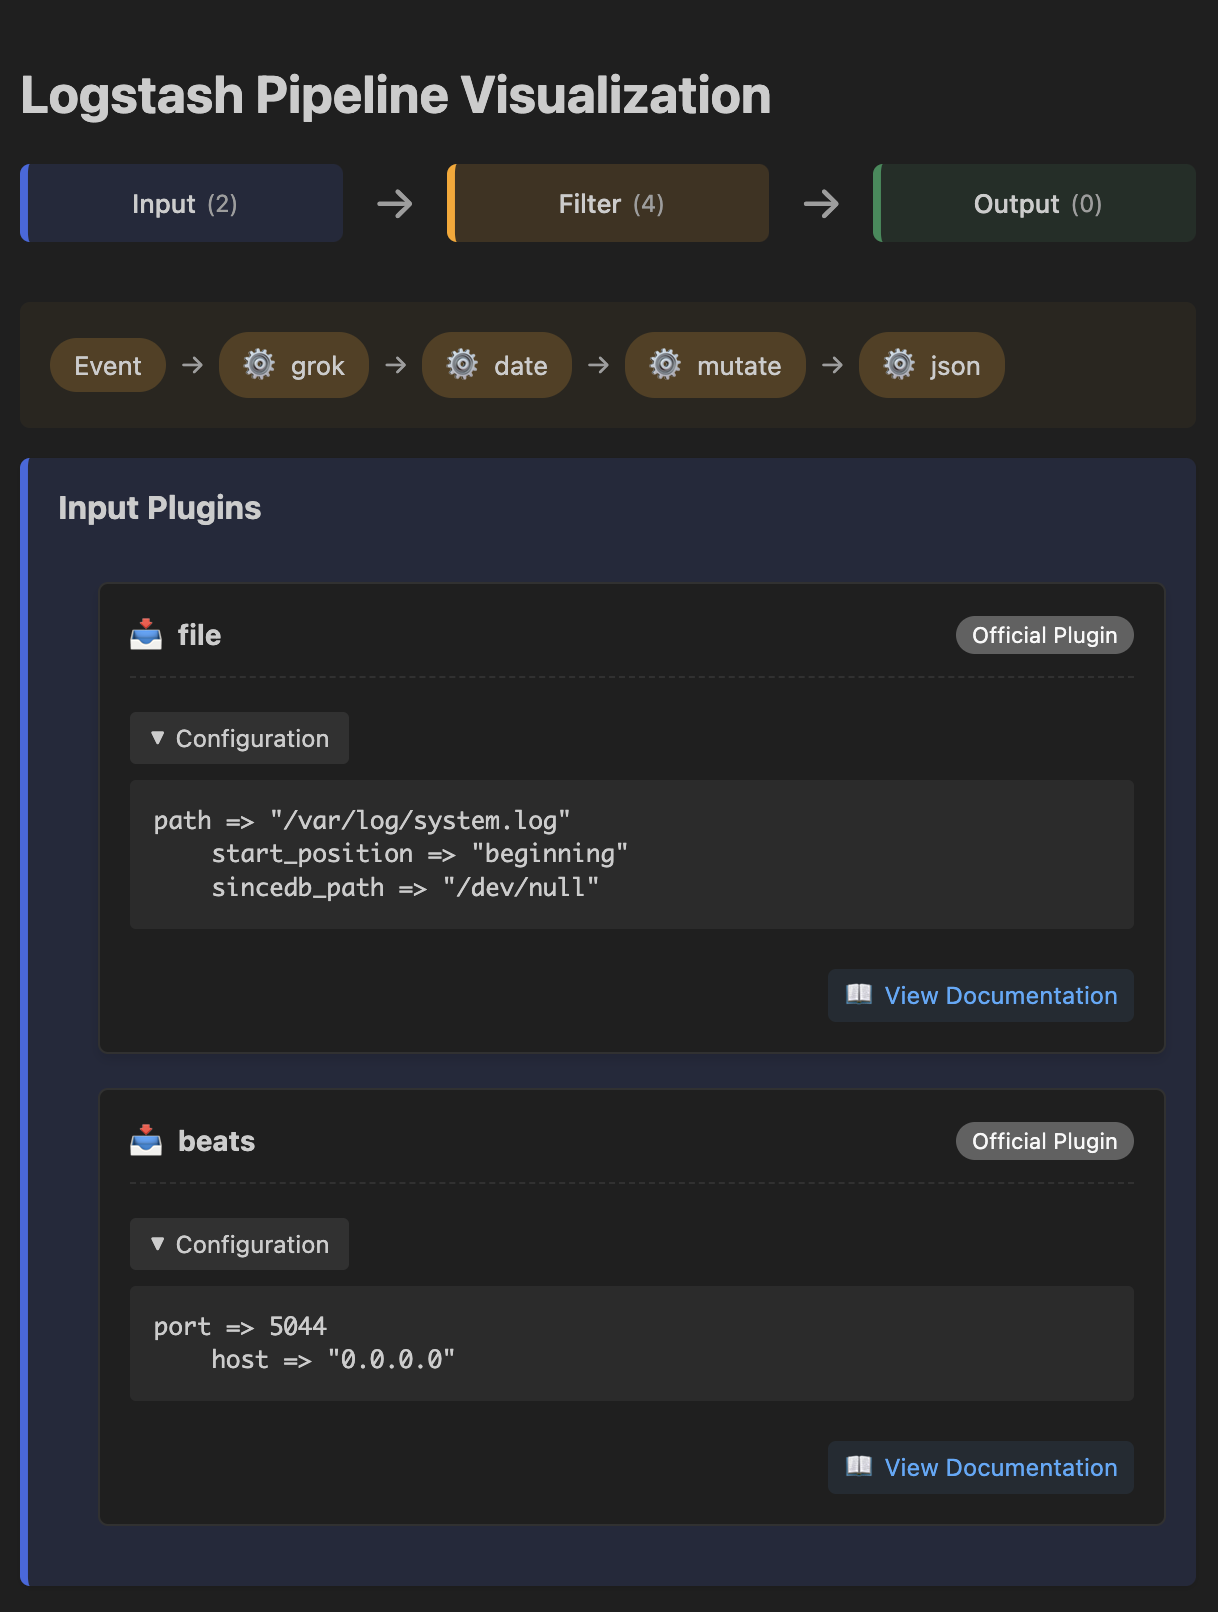 Logstash Pipeline Visualization
Input (2) → Filter (4) → Output (0)
Event → grok → date → mutate → json
Input Plugins
file Official Plugin
▼ Configuration
path => "/var/log/system.log"
    start_position => "beginning"
    sincedb_path => "/dev/null"
View Documentation
beats Official Plugin
▼ Configuration
port => 5044
    host => "0.0.0.0"
View Documentation